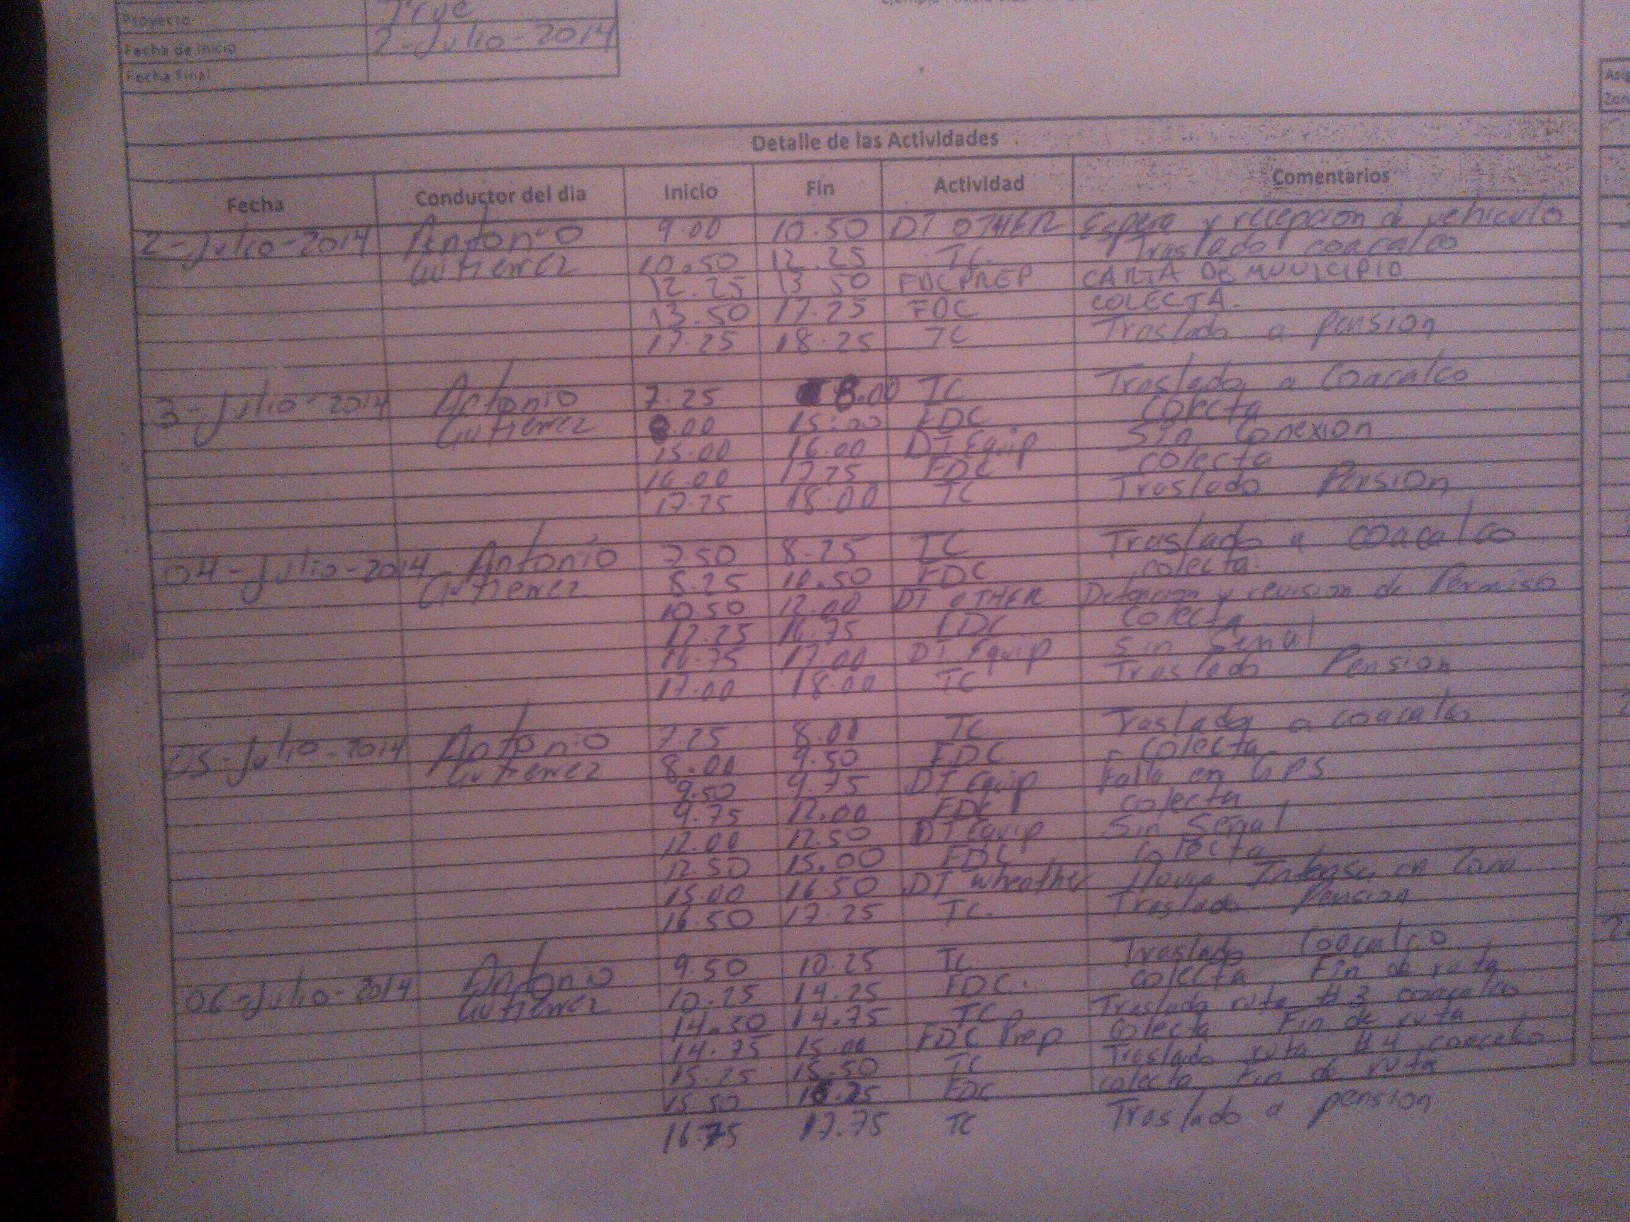 Proyecto True
Fecha de Inicio 2-Julio-2014
Fecha Final
Detalle de las Actividades
Fecha Conductor del dia Inicio Fin Actividad Comentarios
2-Julio-2014 Antonio 9.00 10.50 DT OTHER Espera y recepcion de vehiculo
Gutierrez 10.50 12.25 TC. Traslado coacalco
12.25 13.50 FDCPREP CARTA DE MUNICIPIO
13.50 17.25 FDC COLECTA.
17.25 18.25 TC Traslado a Pension
3-Julio-2014 Antonio 7.25 8.00 TC Traslado a Coacalco
Gutierrez 8.00 15:00 FDC Colecta
15.00 16.00 DT Equip Sin Conexion
16.00 17.25 FDC colecta
17.25 18.00 TC Traslado Pension
04-Julio-2014 Antonio 7.50 8.25 TC Traslado a coacalco
Gutierrez 8.25 10.50 FDC colecta.
10.50 12.00 DT OTHER Detencion y revision de Permiso
12.25 16.75 FDC Colecta
16.75 17.00 DT Equip Sin Señal
17.00 18.00 TC Traslado Pension
05-Julio-2014 Antonio 7.25 8.00 TC Traslado a coacalco
Gutierrez 8.00 9.50 FDC Colecta
9.50 9.75 DT Equip Falla en GPS
9.75 12.00 FDC colecta
12.00 12.50 DT Equip Sin Señal
12.50 15.00 FDC Colecta
15.00 16.50 DT Wheather lluvia Intensa en Zona
16.50 17.25 TC. Traslado Pension
06-Julio-2014 Antonio 9.50 10.25 TC Traslado Coacalco
Gutierrez 10.25 14.25 FDC. colecta Fin de ruta
14.50 14.75 TC Traslado ruta #3 coacalco
14.75 15.00 FDC Prep Colecta Fin de ruta
15.25 15.50 TC Traslado ruta #4 coacalco
15.50 16.25 FDC colecta Fin de ruta
16.75 17.75 TC Traslado a pension